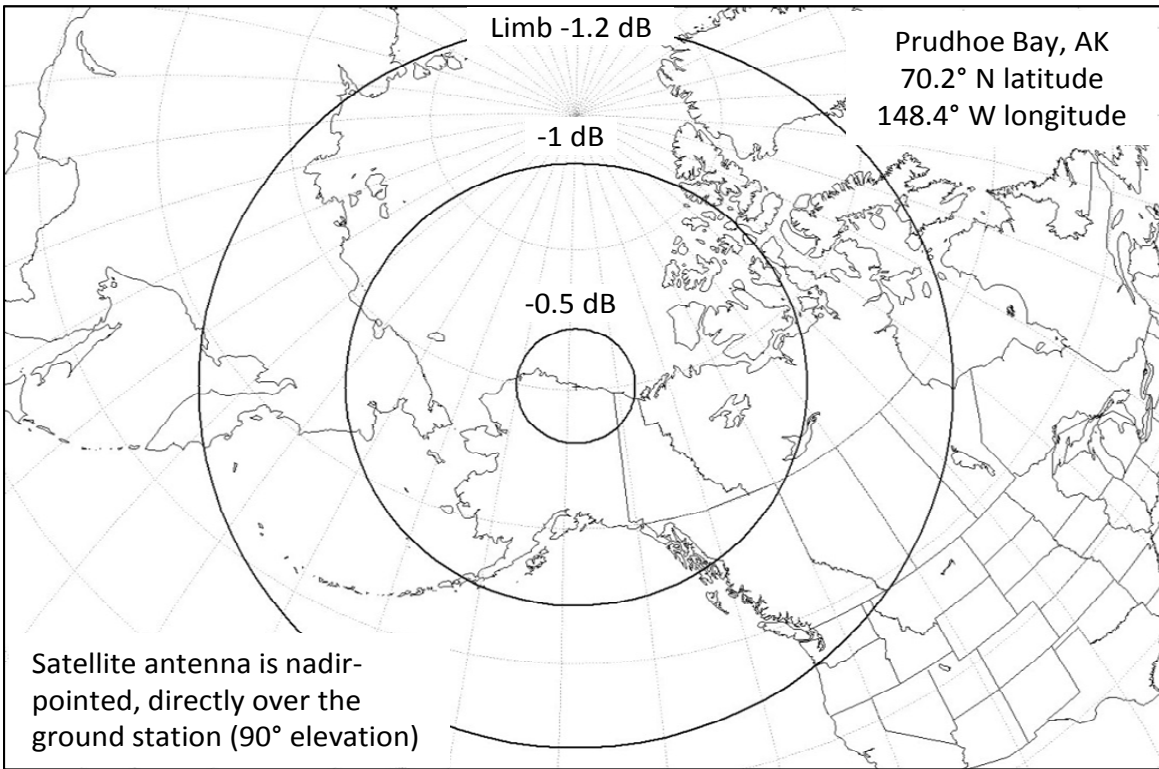 Limb -1.2 dB
Prudhoe Bay, AK
70.2° N latitude
148.4° W longitude
-1 dB
-0.5 dB
Satellite antenna is nadir-
pointed, directly over the
ground station (90° elevation)